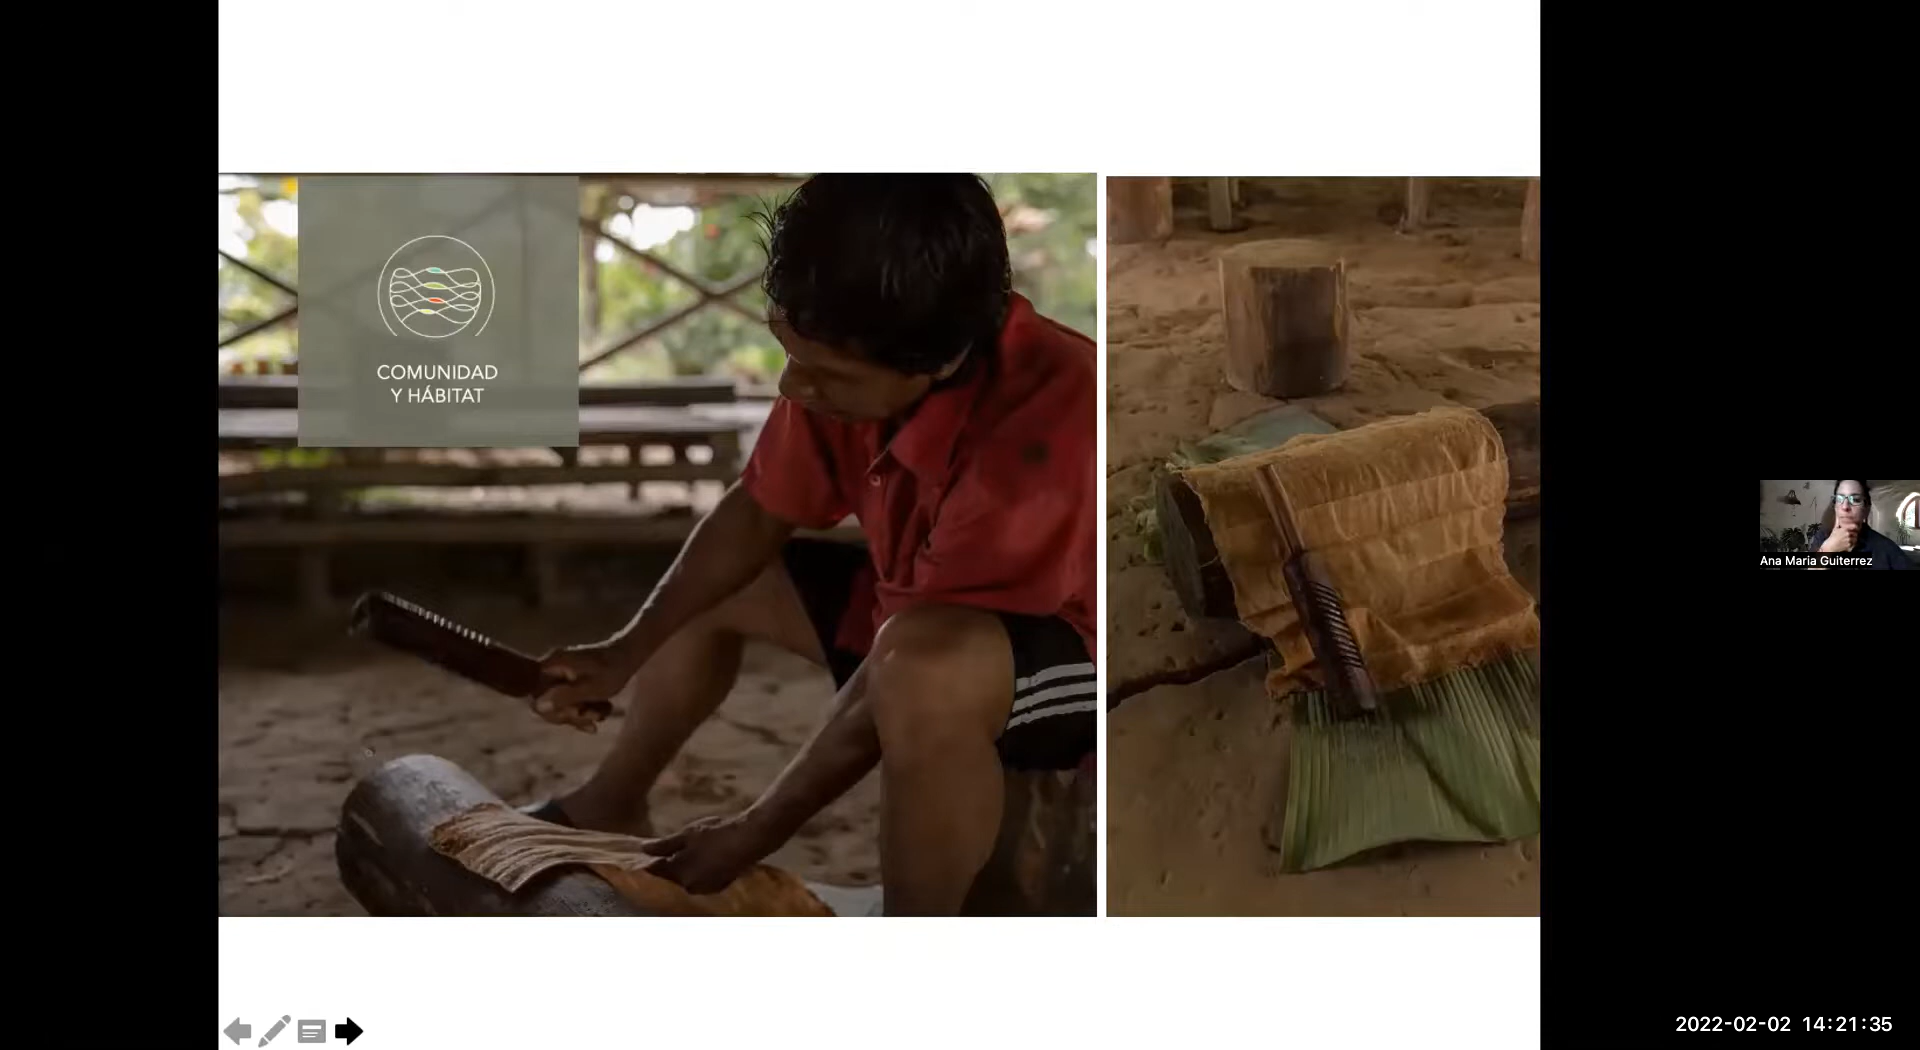 COMUNIDAD
Y HÁBITAT
Ana Maria Guiterrez
2022-02-02 14:21:35